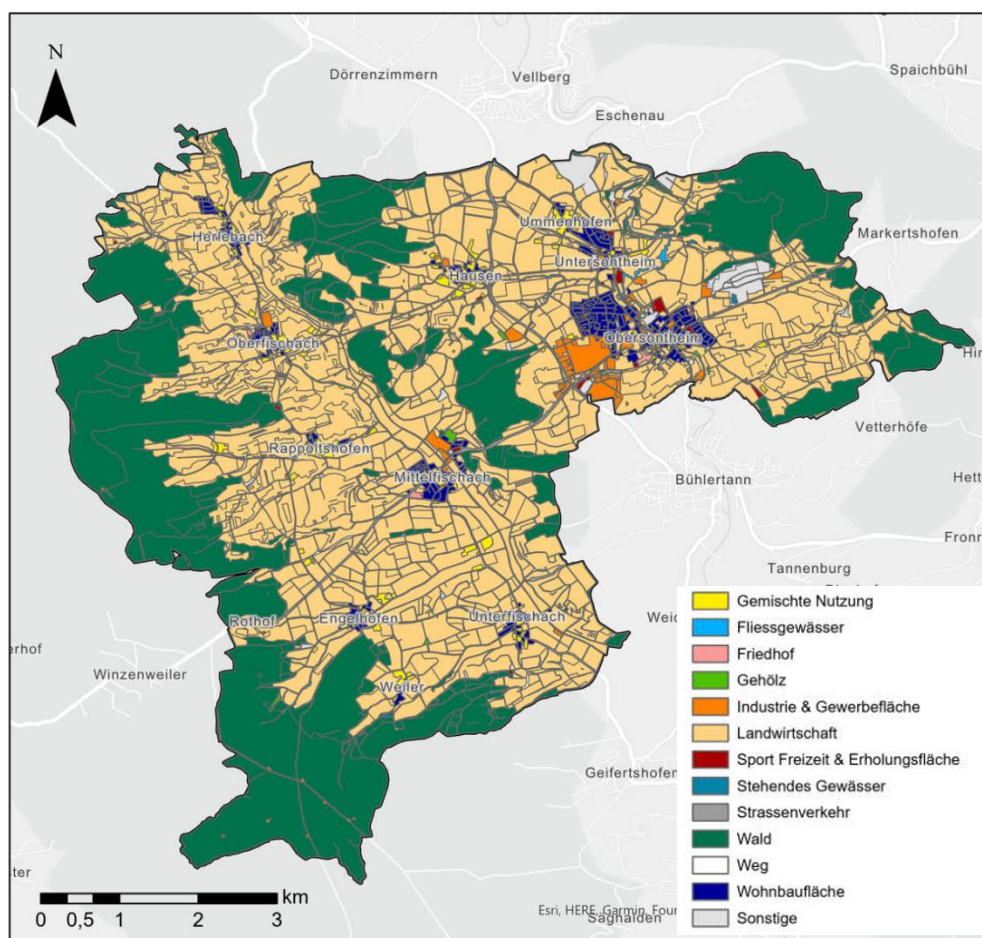 N
Dörrenzimmern
Vellberg
Spaichbühl
Eschenau
Ummenhofen
Herlebach
Markertshofen
Untersontheim
Hausen
Oberfischach
Obersontheim
Vetterhöfe
Rappoltshofen
Mittelfischach
Bühlertann
Tannenburg
Rothof
Engelhofen
Unterfischach
Winzenweiler
Weiler
Geifertshofen
Gemischte Nutzung
Fliessgewässer
Friedhof
Gehölz
Industrie & Gewerbefläche
Landwirtschaft
Sport Freizeit & Erholungsfläche
Stehendes Gewässer
Strassenverkehr
Wald
Weg
Wohnbaufläche
Sonstige
km
0 0,5 1 2 3
Esri, HERE, Garmin, Four
Saghalden